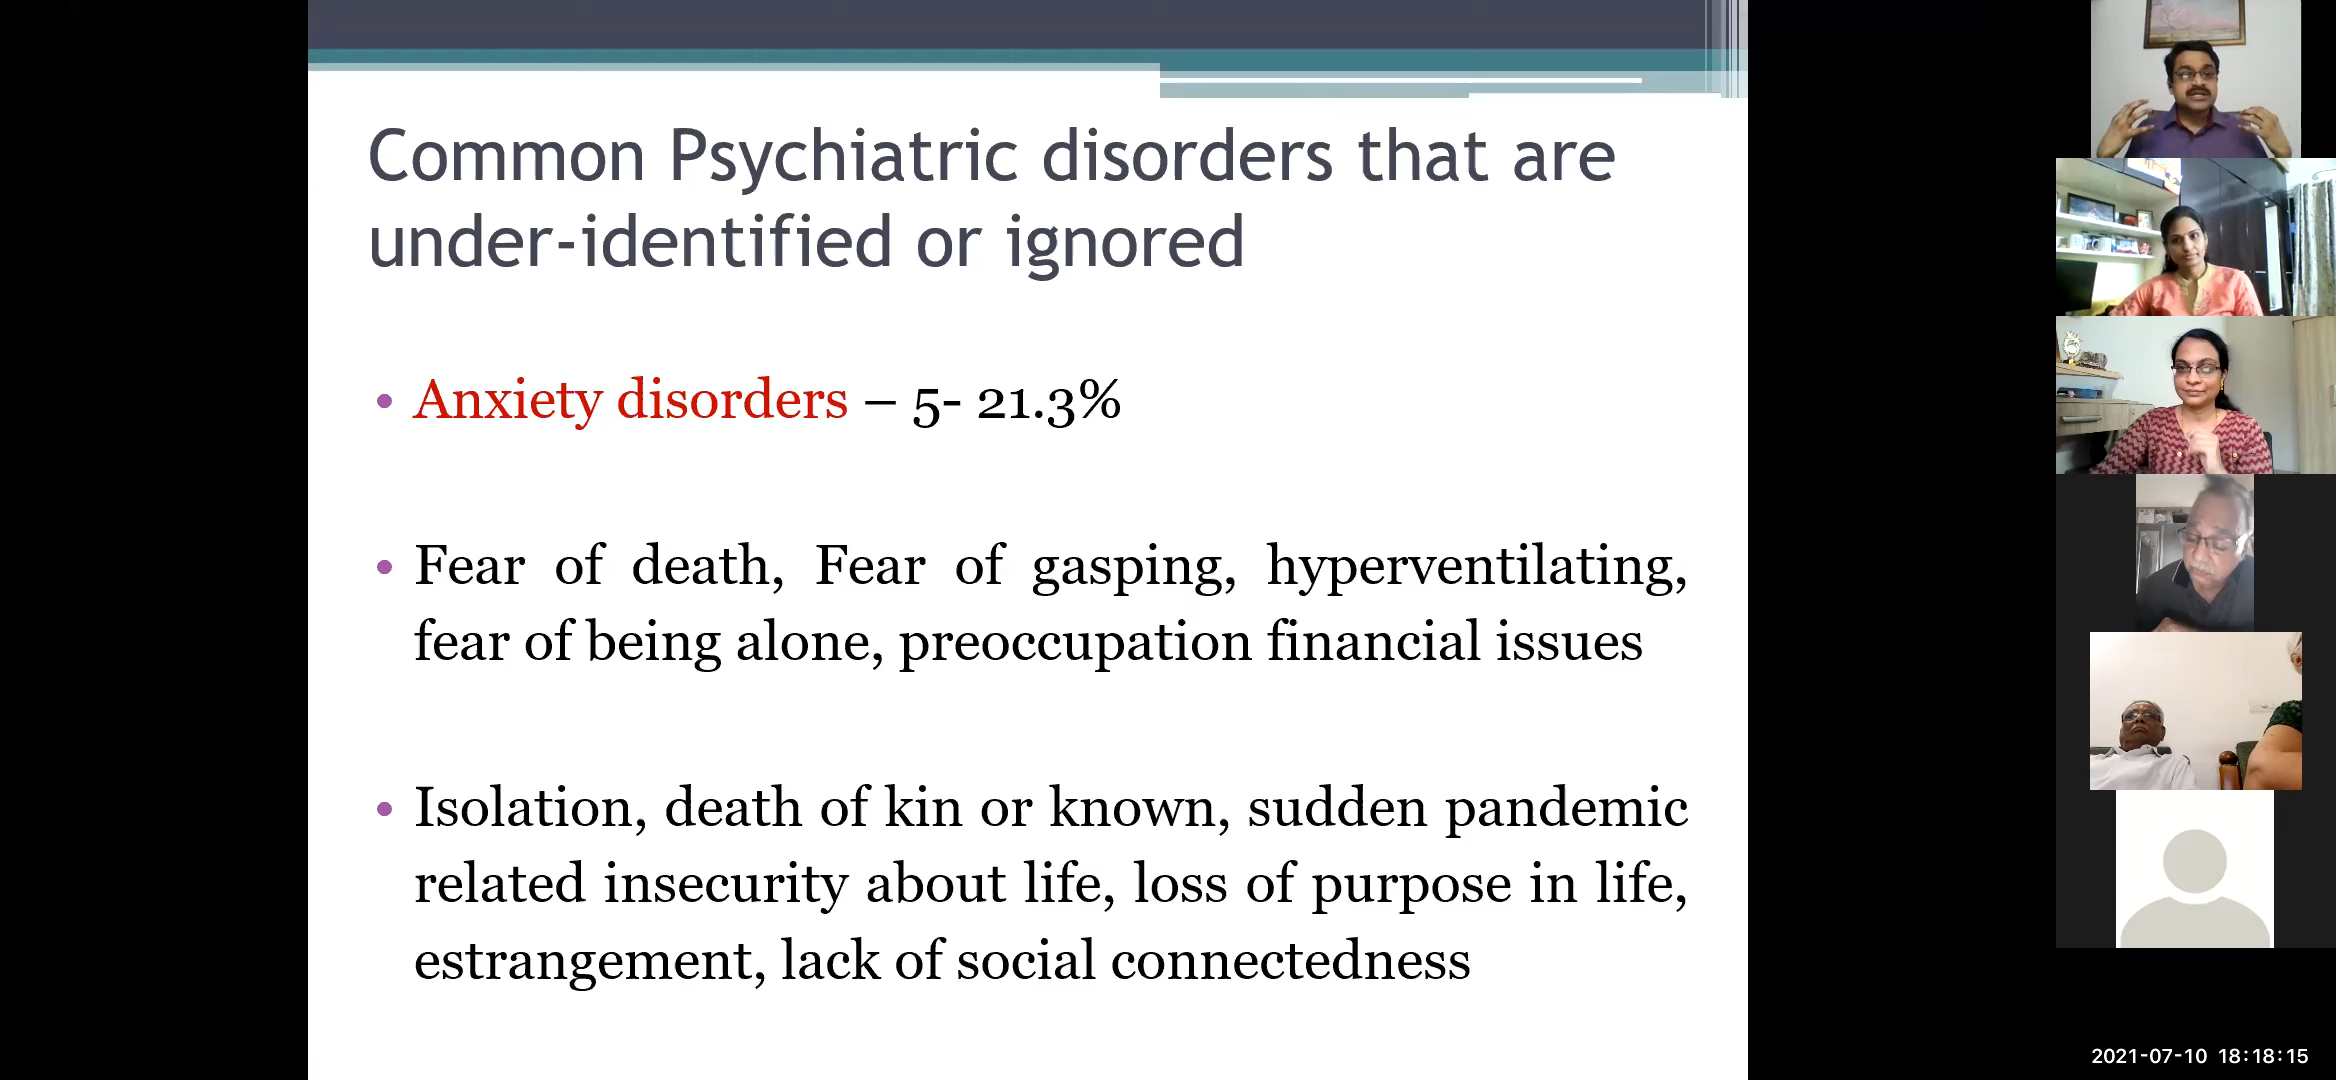 Common Psychiatric disorders that are
under-identified or ignored
• Anxiety disorders – 5- 21.3%
• Fear of death, Fear of gasping, hyperventilating,
fear of being alone, preoccupation financial issues
• Isolation, death of kin or known, sudden pandemic
related insecurity about life, loss of purpose in life,
estrangement, lack of social connectedness
2021-07-10 18:18:15